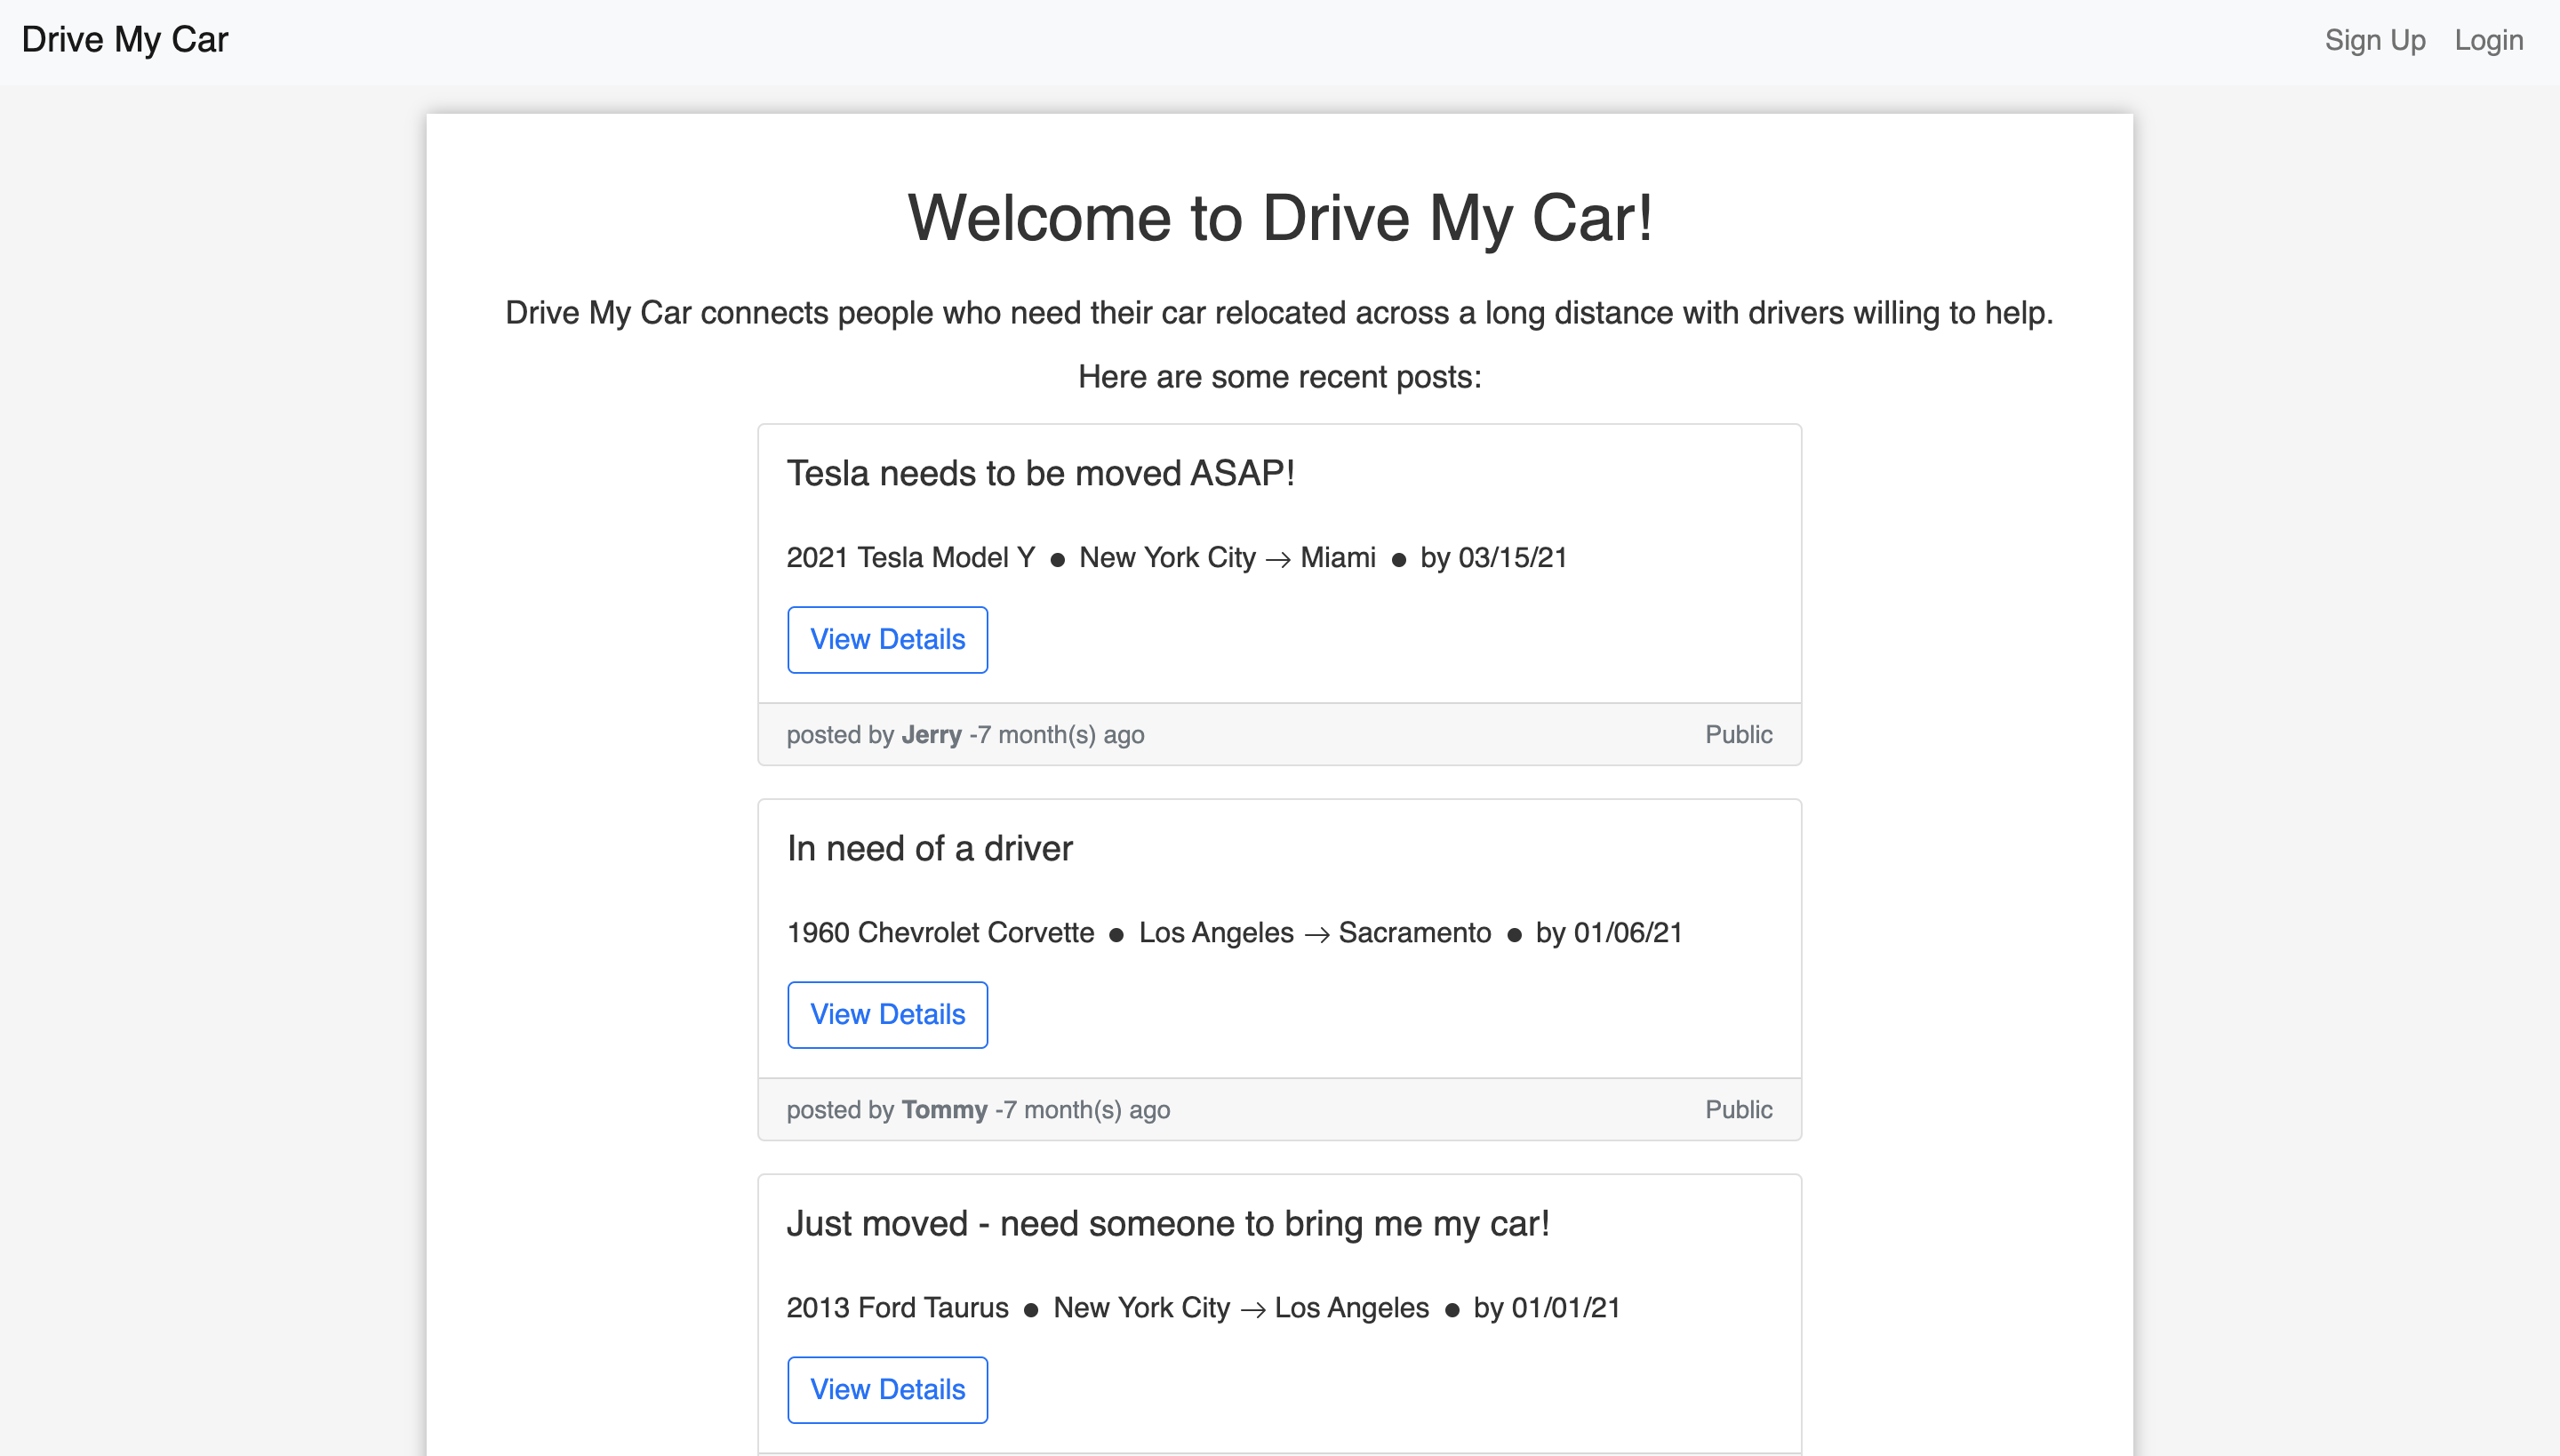 Drive My Car
Sign Up Login
Welcome to Drive My Car!
Drive My Car connects people who need their car relocated across a long distance with drivers willing to help.
Here are some recent posts:
Tesla needs to be moved ASAP!
2021 Tesla Model Y ● New York City → Miami ● by 03/15/21
View Details
posted by Jerry -7 month(s) ago Public
In need of a driver
1960 Chevrolet Corvette ● Los Angeles → Sacramento ● by 01/06/21
View Details
posted by Tommy -7 month(s) ago Public
Just moved - need someone to bring me my car!
2013 Ford Taurus ● New York City → Los Angeles ● by 01/01/21
View Details